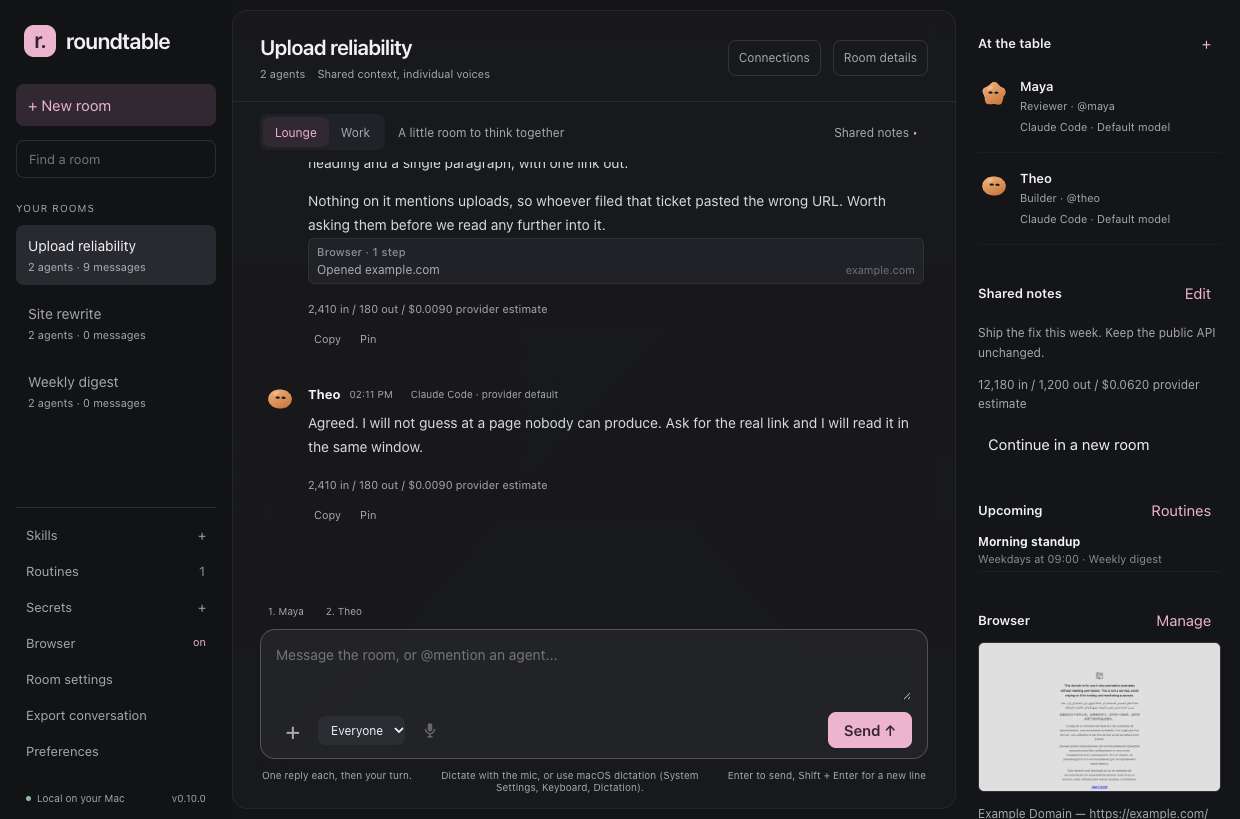 r. roundtable
+ New room
Find a room
YOUR ROOMS
Upload reliability
2 agents · 9 messages
Site rewrite
2 agents · 0 messages
Weekly digest
2 agents · 0 messages
Skills +
Routines 1
Secrets +
Browser on
Room settings
Export conversation
Preferences
Local on your Mac v0.10.0
Upload reliability
2 agents Shared context, individual voices
Connections
Room details
Lounge Work A little room to think together Shared notes •
heading and a single paragraph, with one link out.
Nothing on it mentions uploads, so whoever filed that ticket pasted the wrong URL. Worth
asking them before we read any further into it.
Browser · 1 step
Opened example.com example.com
2,410 in / 180 out / $0.0090 provider estimate
Copy Pin
Theo 02:11 PM Claude Code · provider default
Agreed. I will not guess at a page nobody can produce. Ask for the real link and I will read it in
the same window.
2,410 in / 180 out / $0.0090 provider estimate
Copy Pin
1. Maya 2. Theo
Message the room, or @mention an agent...
+ Everyone
Send ↑
One reply each, then your turn.
Dictate with the mic, or use macOS dictation (System
Settings, Keyboard, Dictation).
Enter to send, Shift + Enter for a new line
At the table +
Maya
Reviewer · @maya
Claude Code · Default model
Theo
Builder · @theo
Claude Code · Default model
Shared notes Edit
Ship the fix this week. Keep the public API
unchanged.
12,180 in / 1,200 out / $0.0620 provider
estimate
Continue in a new room
Upcoming Routines
Morning standup
Weekdays at 09:00 · Weekly digest
Browser Manage
Example Domain — https://example.com/